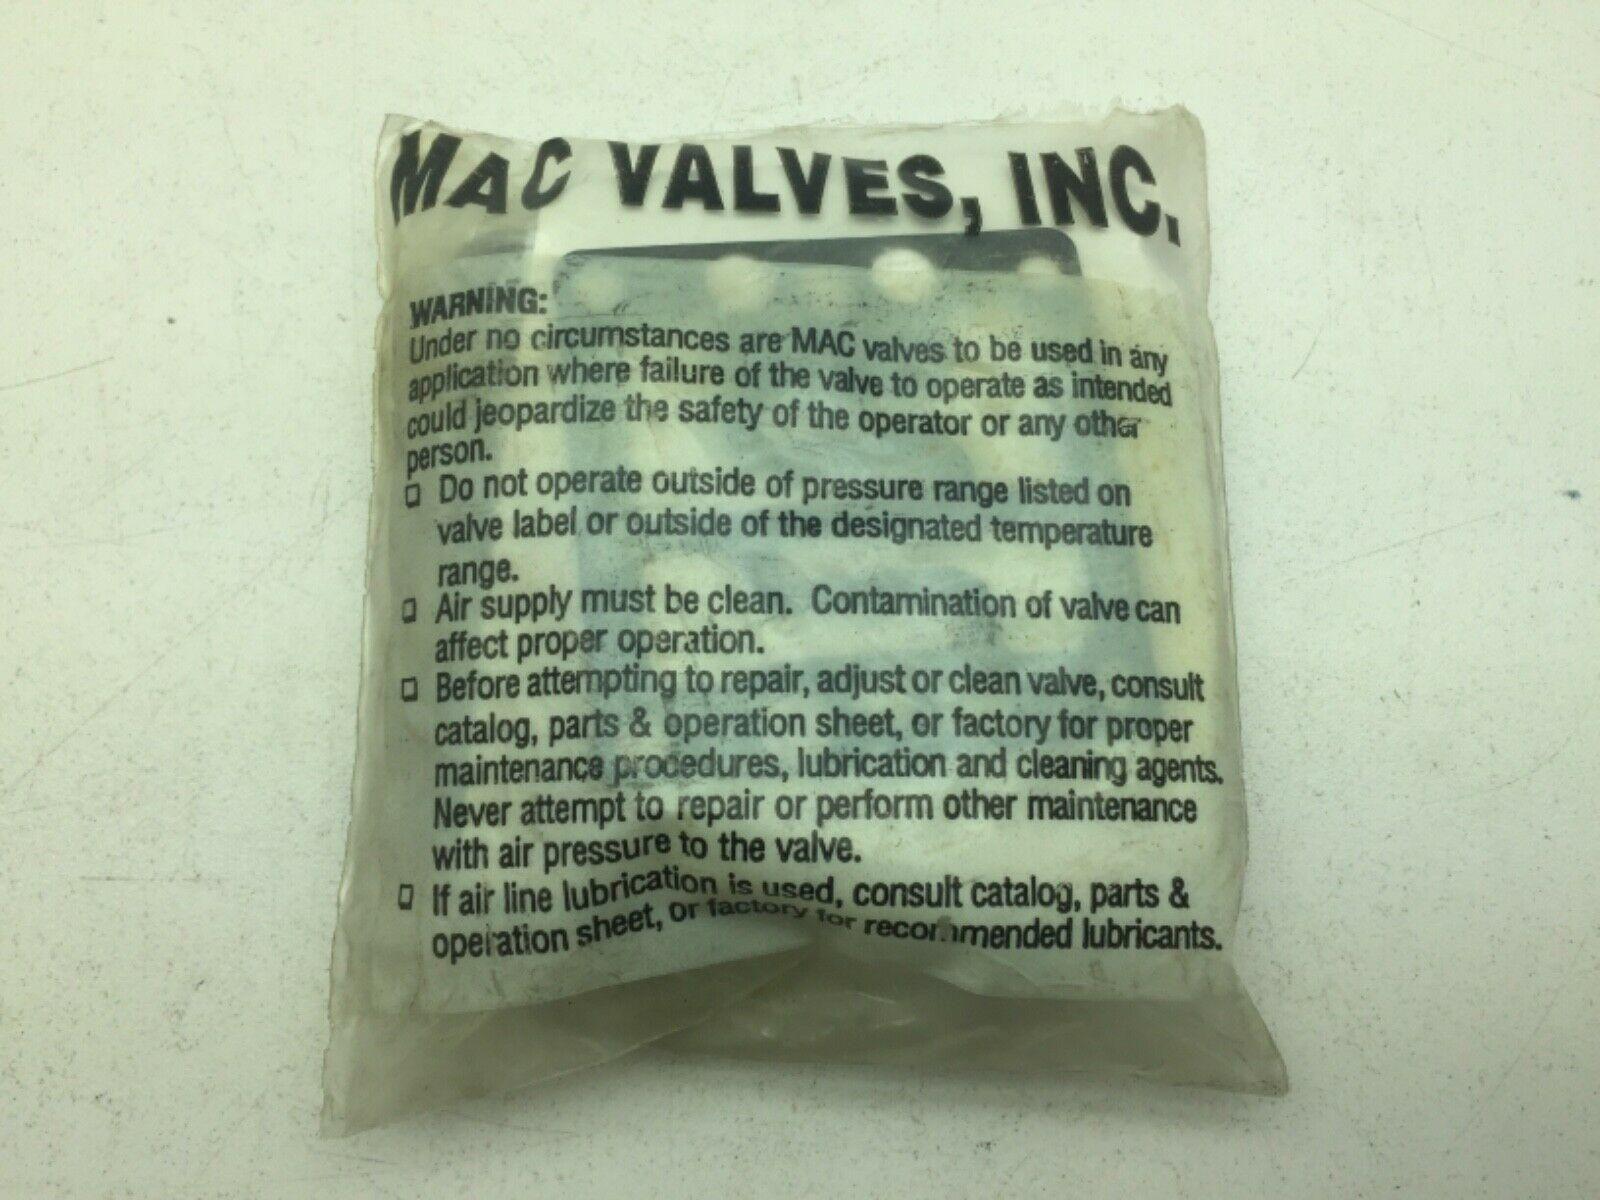 MAC VALVES, INC.
WARNING:
Under no circumstances are MAC valves to be used in any
application where failure of the valve to operate as intended
could jeopardize the safety of the operator or any other
person.
❑ Do not operate outside of pressure range listed on
valve label or outside of the designated temperature
range.
❑ Air supply must be clean. Contamination of valve can
affect proper operation.
❑ Before attempting to repair, adjust or clean valve, consult
catalog, parts & operation sheet, or factory for proper
maintenance procedures, lubrication and cleaning agents.
Never attempt to repair or perform other maintenance
with air pressure to the valve.
❑ If air line lubrication is used, consult catalog, parts &
operation sheet, or factory for recommended lubricants.